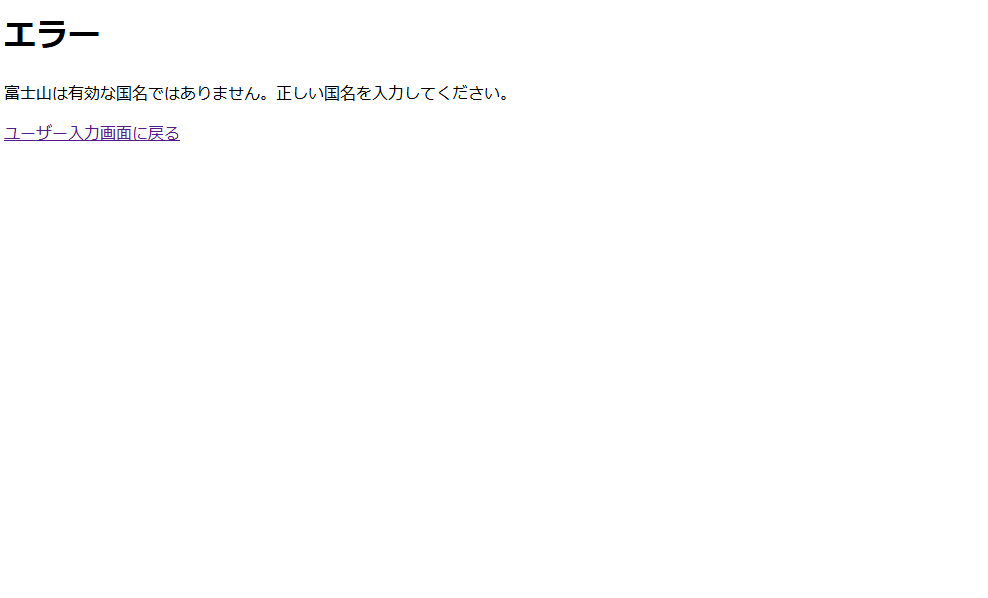 エラー
富士山は有効な国名ではありません。正しい国名を入力してください。
ユーザー入力画面に戻る